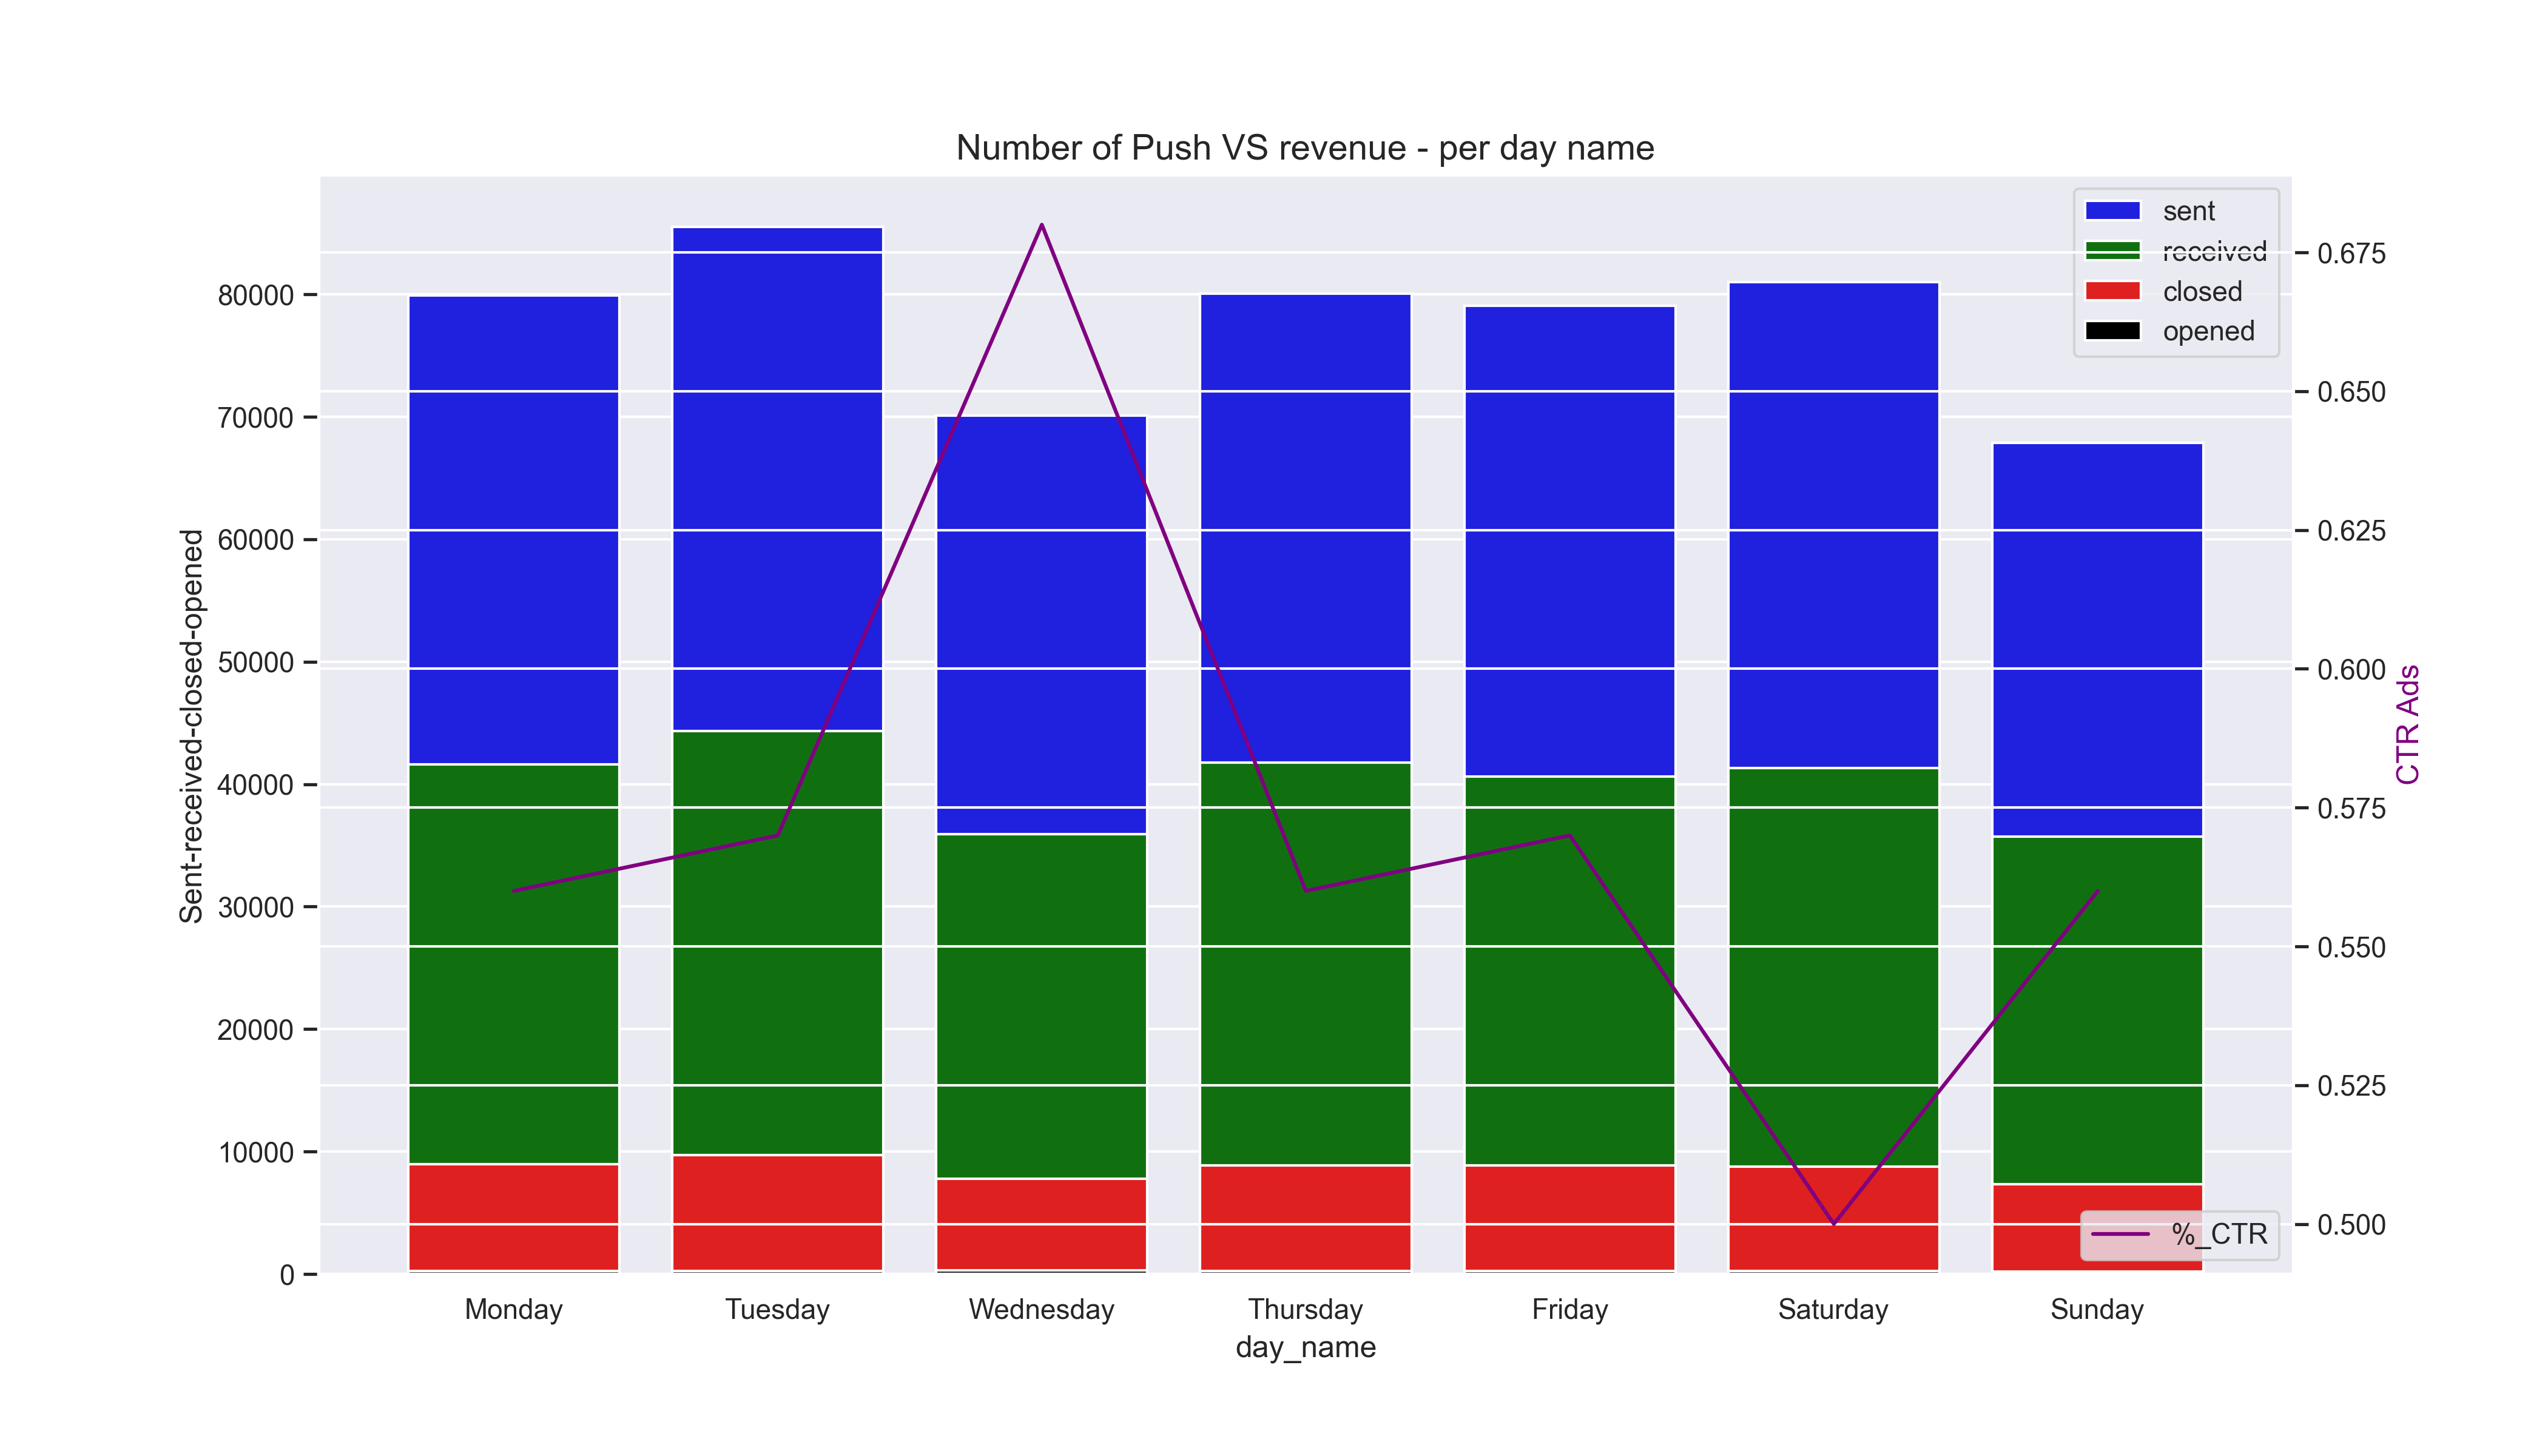 Number of Push VS revenue - per day name
sent
received
closed
opened
80000
70000
60000
50000
40000
30000
20000
10000
0
Sent-received-closed-opened
0.675
0.650
0.625
0.600
0.575
0.550
0.525
0.500
CTR Ads
%_CTR
Monday
Tuesday
Wednesday
Thursday
Friday
Saturday
Sunday
day_name